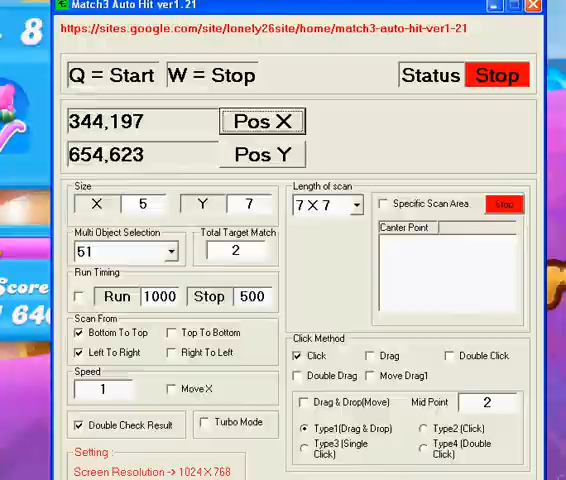 Match3 Auto Hit ver1.21
8
https://sites.google.com/site/lonely26site/home/match3-auto-hit-ver1-21
Q = Start W = Stop Status Stop
344,197 Pos X
654,623 Pos Y
Size Length of scan
X 5 Y 7 7 X 7 Specific Scan Area Stop
Multi Object Selection Total Target Match Canter Point
51 2
Run Timing
Run 1000 Stop 500
Score
Scan From
Bottom To Top Top To Bottom Click Method
Left To Right Right To Left Click Drag Double Click
Speed Double Drag Move Drag1
1 Move X Drag & Drop(Move) Mid Point 2
Double Check Result Turbo Mode Type1(Drag & Drop) Type2 (Click)
Type3 (Single Click) Type4 (Double Click)
Setting :
Screen Resolution -> 1024 X 768